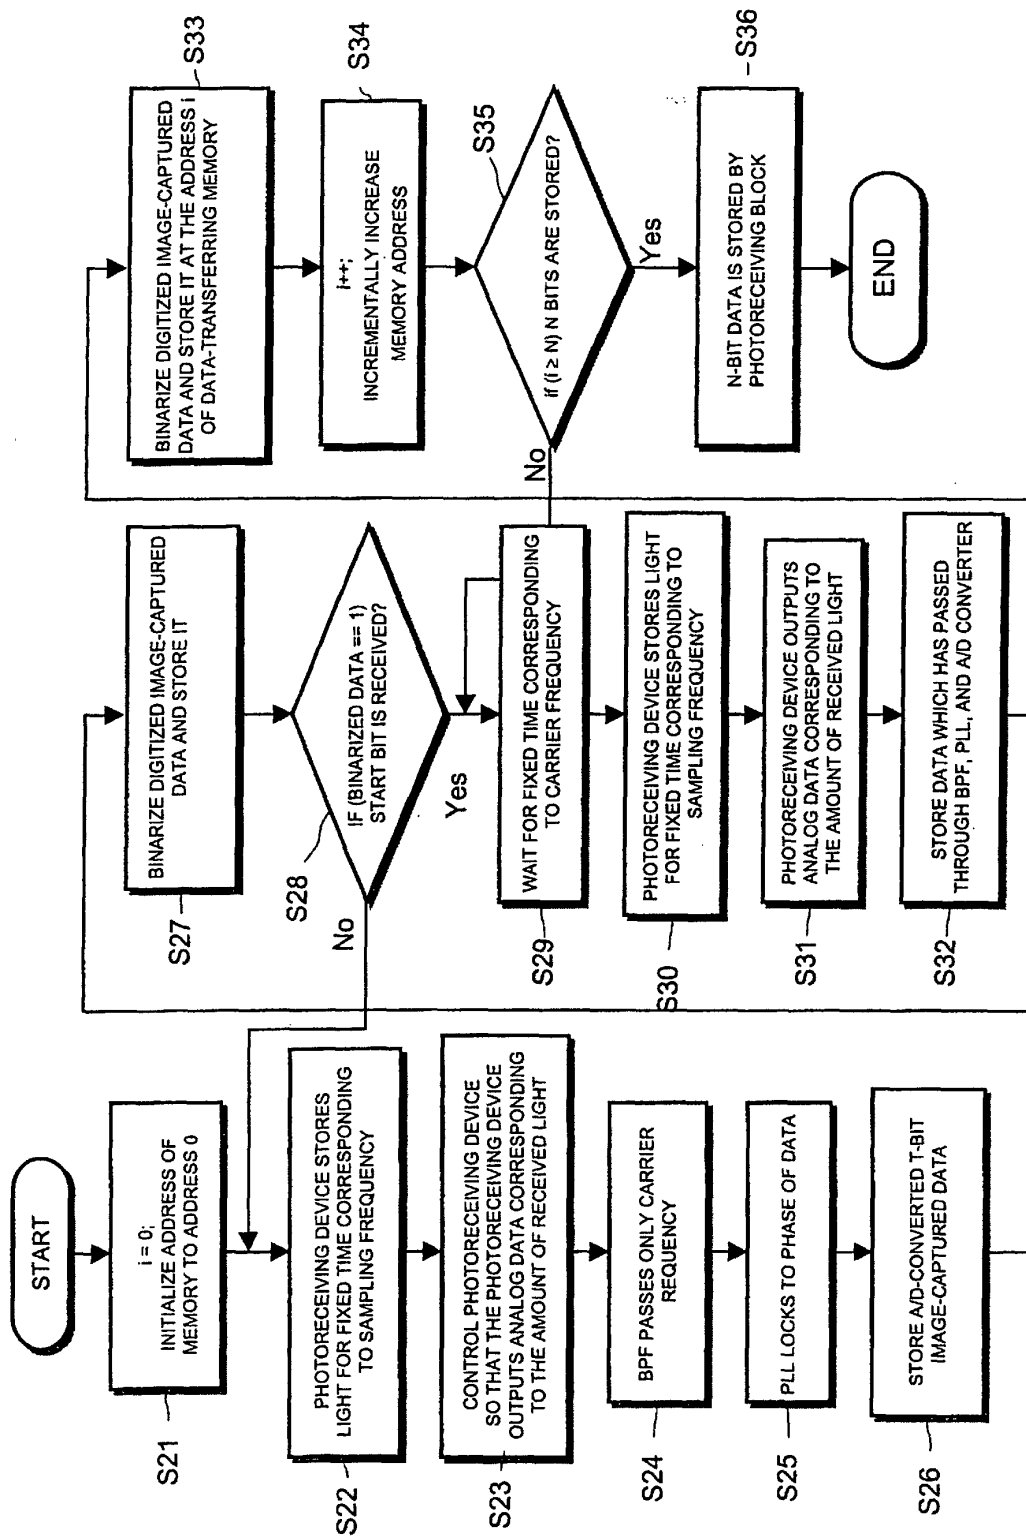 START
i = 0;
INITIALIZE ADDRESS OF
MEMORY TO ADDRESS 0
S21
PHOTORECEIVING DEVICE STORES
LIGHT FOR FIXED TIME CORRESPONDING
TO SAMPLING FREQUENCY
S22
CONTROL PHOTORECEIVING DEVICE
SO THAT THE PHOTORECEIVING DEVICE
OUTPUTS ANALOG DATA CORRESPONDING
TO THE AMOUNT OF RECEIVED LIGHT
S23
BPF PASSES ONLY CARRIER
REQUENCY
S24
PLL LOCKS TO PHASE OF DATA
S25
STORE A/D-CONVERTED T-BIT
IMAGE-CAPTURED DATA
S26
BINARIZE DIGITIZED IMAGE-CAPTURED
DATA AND STORE IT
S27
IF (BINARIZED DATA == 1)
START BIT IS RECEIVED?
S28
No
Yes
WAIT FOR FIXED TIME CORRESPONDING
TO CARRIER FREQUENCY
S29
PHOTORECEIVING DEVICE STORES LIGHT
FOR FIXED TIME CORRESPONDING TO
SAMPLING FREQUENCY
S30
PHOTORECEIVING DEVICE OUTPUTS
ANALOG DATA CORRESPONDING TO
THE AMOUNT OF RECEIVED LIGHT
S31
STORE DATA WHICH HAS PASSED
THROUGH BPF, PLL, AND A/D CONVERTER
S32
BINARIZE DIGITIZED IMAGE-CAPTURED
DATA AND STORE IT AT THE ADDRESS i
OF DATA-TRANSFERING MEMORY
S33
i++;
INCREMENTALLY INCREASE
MEMORY ADDRESS
S34
if (i ≥ N) N BITS ARE STORED?
S35
No
Yes
N-BIT DATA IS STORED BY
PHOTORECEIVING BLOCK
S36
END